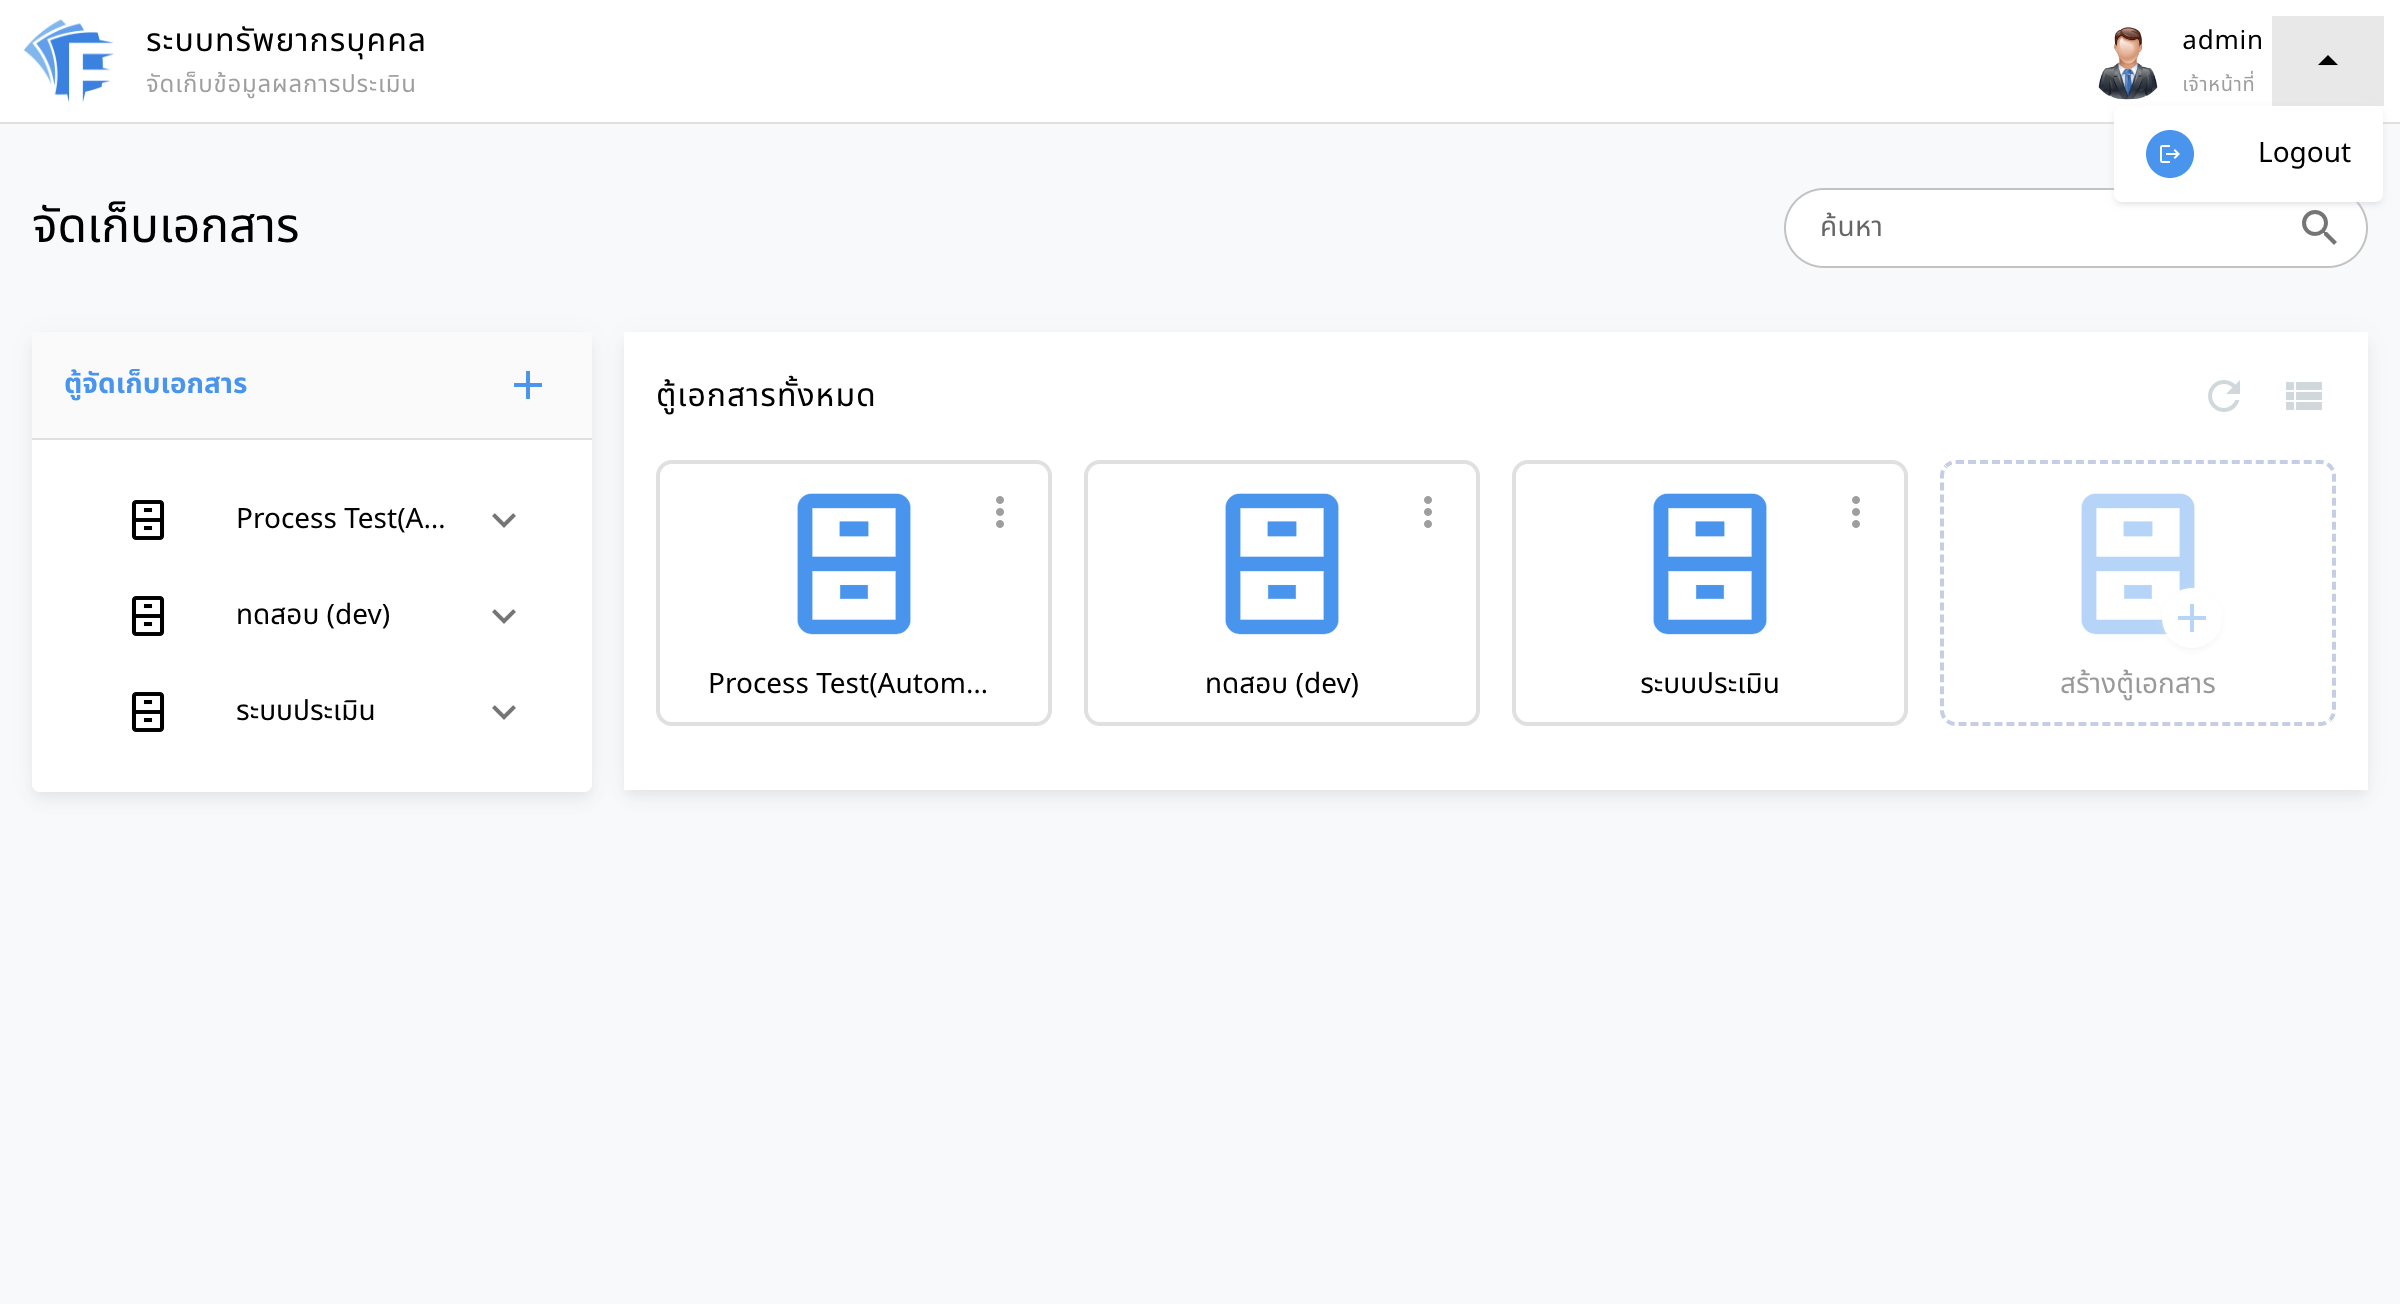 ระบบทรัพยากรบุคคล
จัดเก็บข้อมูลผลการประเมิน
admin
เจ้าหน้าที่
Logout
จัดเก็บเอกสาร
ค้นหา
ตู้จัดเก็บเอกสาร
Process Test(A...
ทดสอบ (dev)
ระบบประเมิน
ตู้เอกสารทั้งหมด
Process Test(Autom...
ทดสอบ (dev)
ระบบประเมิน
สร้างตู้เอกสาร